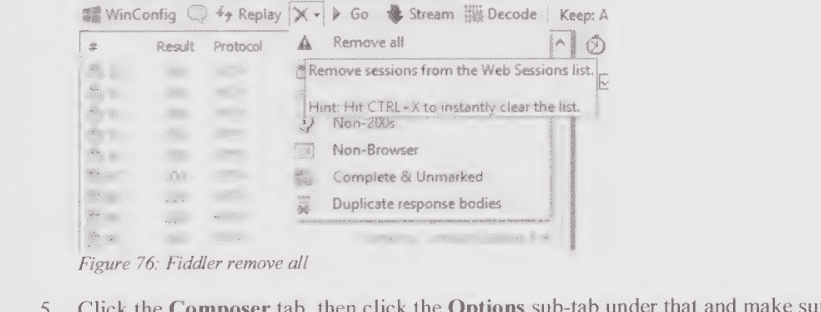 WinConfig Replay X Go Stream Decode Keep: A
# Result Protocol
Remove all
Remove sessions from the Web Sessions list.
Hint: Hit CTRL+X to instantly clear the list.
Non-200s
Non-Browser
Complete & Unmarked
Duplicate response bodies
Figure 76: Fiddler remove all
5. Click the Composer tab, then click the Options sub-tab under that and make su